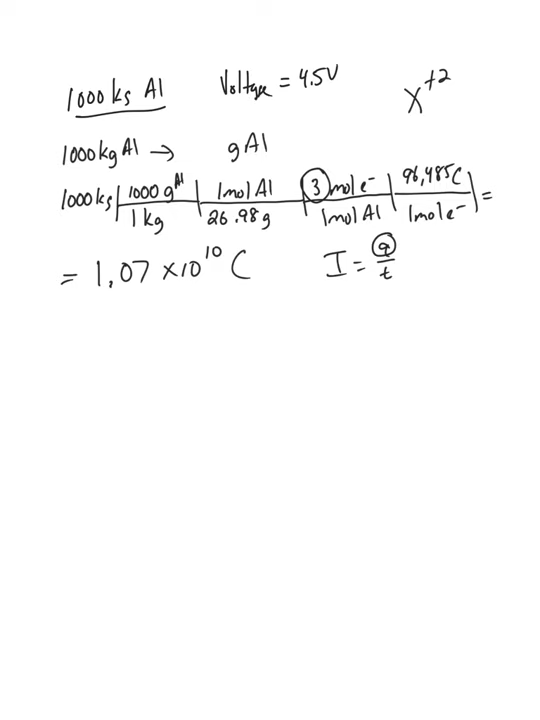 1000 kg Al Voltage = 4.5V X⁺²
1000 kg Al → g Al
1000 kg | 1000 g Al / 1 kg | 1 mol Al / 26.98 g | 3 mol e⁻ / 1 mol Al | 96,485 C / 1 mol e⁻ | =
= 1.07 × 10¹⁰ C I = q / t